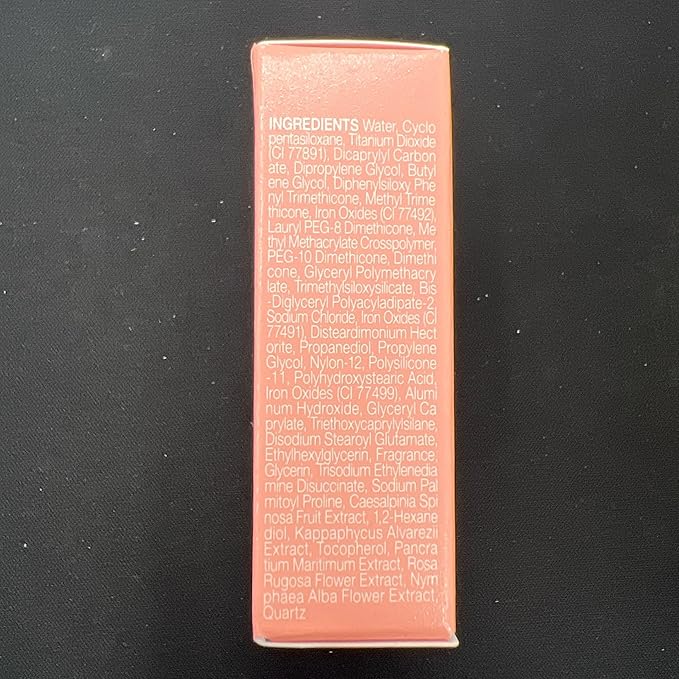 INGREDIENTS Water, Cyclo
pentasiloxane, Titanium Dioxide
(CI 77891), Dicaprylyl Carbon
ate, Dipropylene Glycol, Butyl
ene Glycol, Diphenylsiloxy Phe
nyl Trimethicone, Methyl Trime
thicone, Iron Oxides (CI 77492),
Lauryl PEG-8 Dimethicone, Me
thyl Methacrylate Crosspolymer,
PEG-10 Dimethicone, Dimethi
cone, Glyceryl Polymethacry
late, Trimethylsiloxysilicate, Bis
-Diglyceryl Polyacyladipate-2,
Sodium Chloride, Iron Oxides (CI
77491), Disteardimonium Hect
orite, Propanediol, Propylene
Glycol, Nylon-12, Polysilicone
-11, Polyhydroxystearic Acid,
Iron Oxides (CI 77499), Alumi
num Hydroxide, Glyceryl Ca
prylate, Triethoxycaprylylsilane,
Disodium Stearoyl Glutamate,
Ethylhexylglycerin, Fragrance,
Glycerin, Trisodium Ethylenedia
mine Disuccinate, Sodium Pal
mitoyl Proline, Caesalpinia Spi
nosa Fruit Extract, 1,2-Hexane
diol, Kappaphycus Alvarezii
Extract, Tocopherol, Pancra
tium Maritimum Extract, Rosa
Rugosa Flower Extract, Nym
phaea Alba Flower Extract,
Quartz